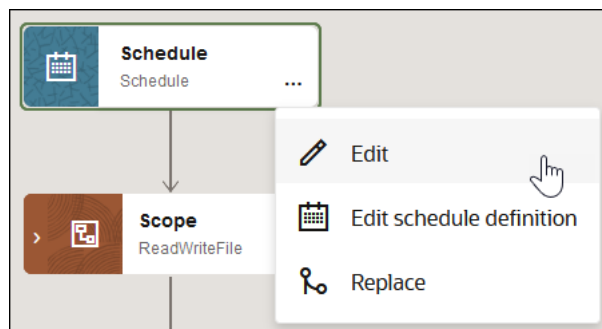 Schedule
Schedule
...
Edit
Edit schedule definition
Scope
ReadWriteFile
Replace